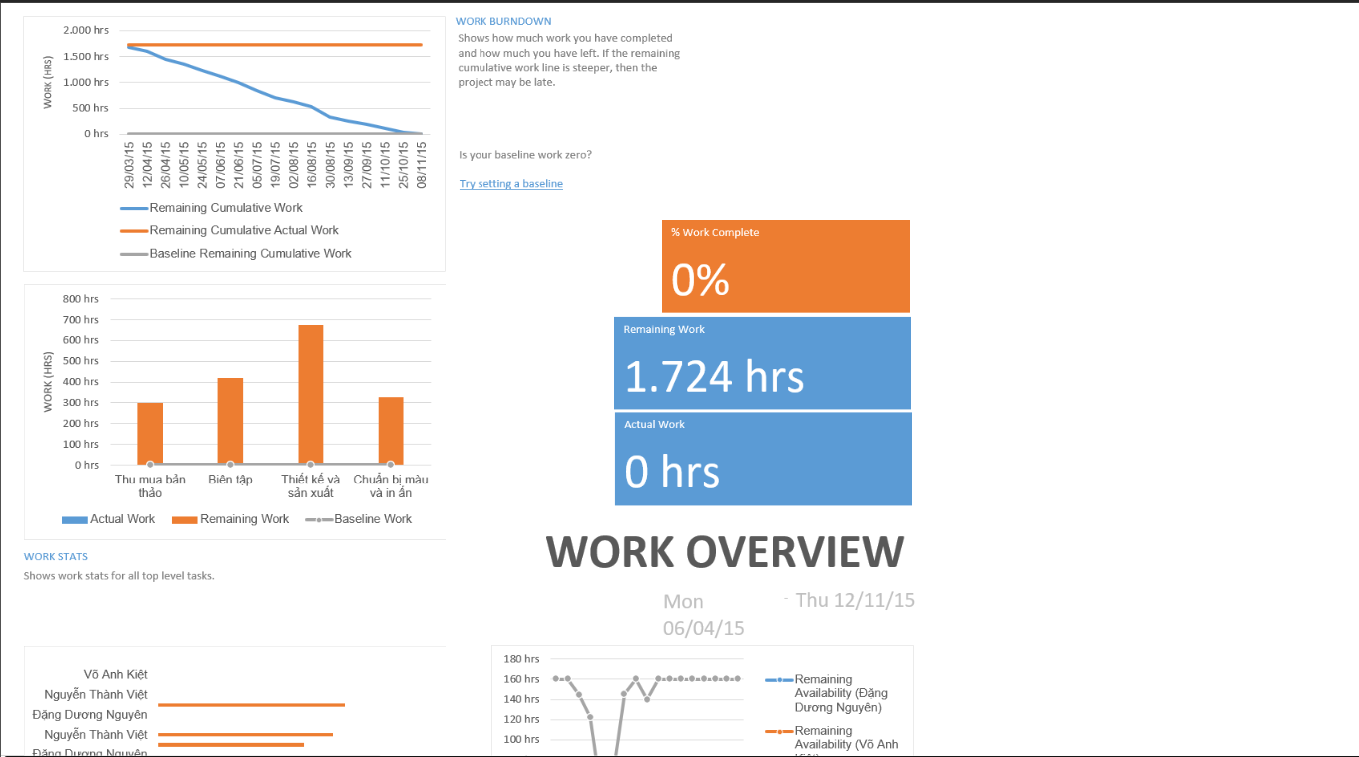 2.000 hrs
1.500 hrs
1.000 hrs
500 hrs
0 hrs
WORK (HRS)
29/03/15
12/04/15
26/04/15
10/05/15
24/05/15
07/06/15
21/06/15
05/07/15
19/07/15
02/08/15
16/08/15
30/08/15
13/09/15
27/09/15
11/10/15
25/10/15
08/11/15
Remaining Cumulative Work
Remaining Cumulative Actual Work
Baseline Remaining Cumulative Work
WORK BURNDOWN
Shows how much work you have completed
and how much you have left. If the remaining
cumulative work line is steeper, then the
project may be late.
Is your baseline work zero?
Try setting a baseline
% Work Complete
0%
Remaining Work
1.724 hrs
Actual Work
0 hrs
800 hrs
700 hrs
600 hrs
500 hrs
400 hrs
300 hrs
200 hrs
100 hrs
0 hrs
WORK (HRS)
Thu mua bản
thảo
Biên tập
Thiết kế và
sản xuất
Chuẩn bị màu
và in ấn
Actual Work
Remaining Work
Baseline Work
WORK STATS
Shows work stats for all top level tasks.
WORK OVERVIEW
Mon
06/04/15
- Thu 12/11/15
Võ Anh Kiệt
Nguyễn Thành Việt
Đặng Dương Nguyên
Nguyễn Thành Việt
Đặng Dương Nguyên
180 hrs
160 hrs
140 hrs
120 hrs
100 hrs
Remaining
Availability (Đặng
Dương Nguyên)
Remaining
Availability (Võ Anh
Kiệt)